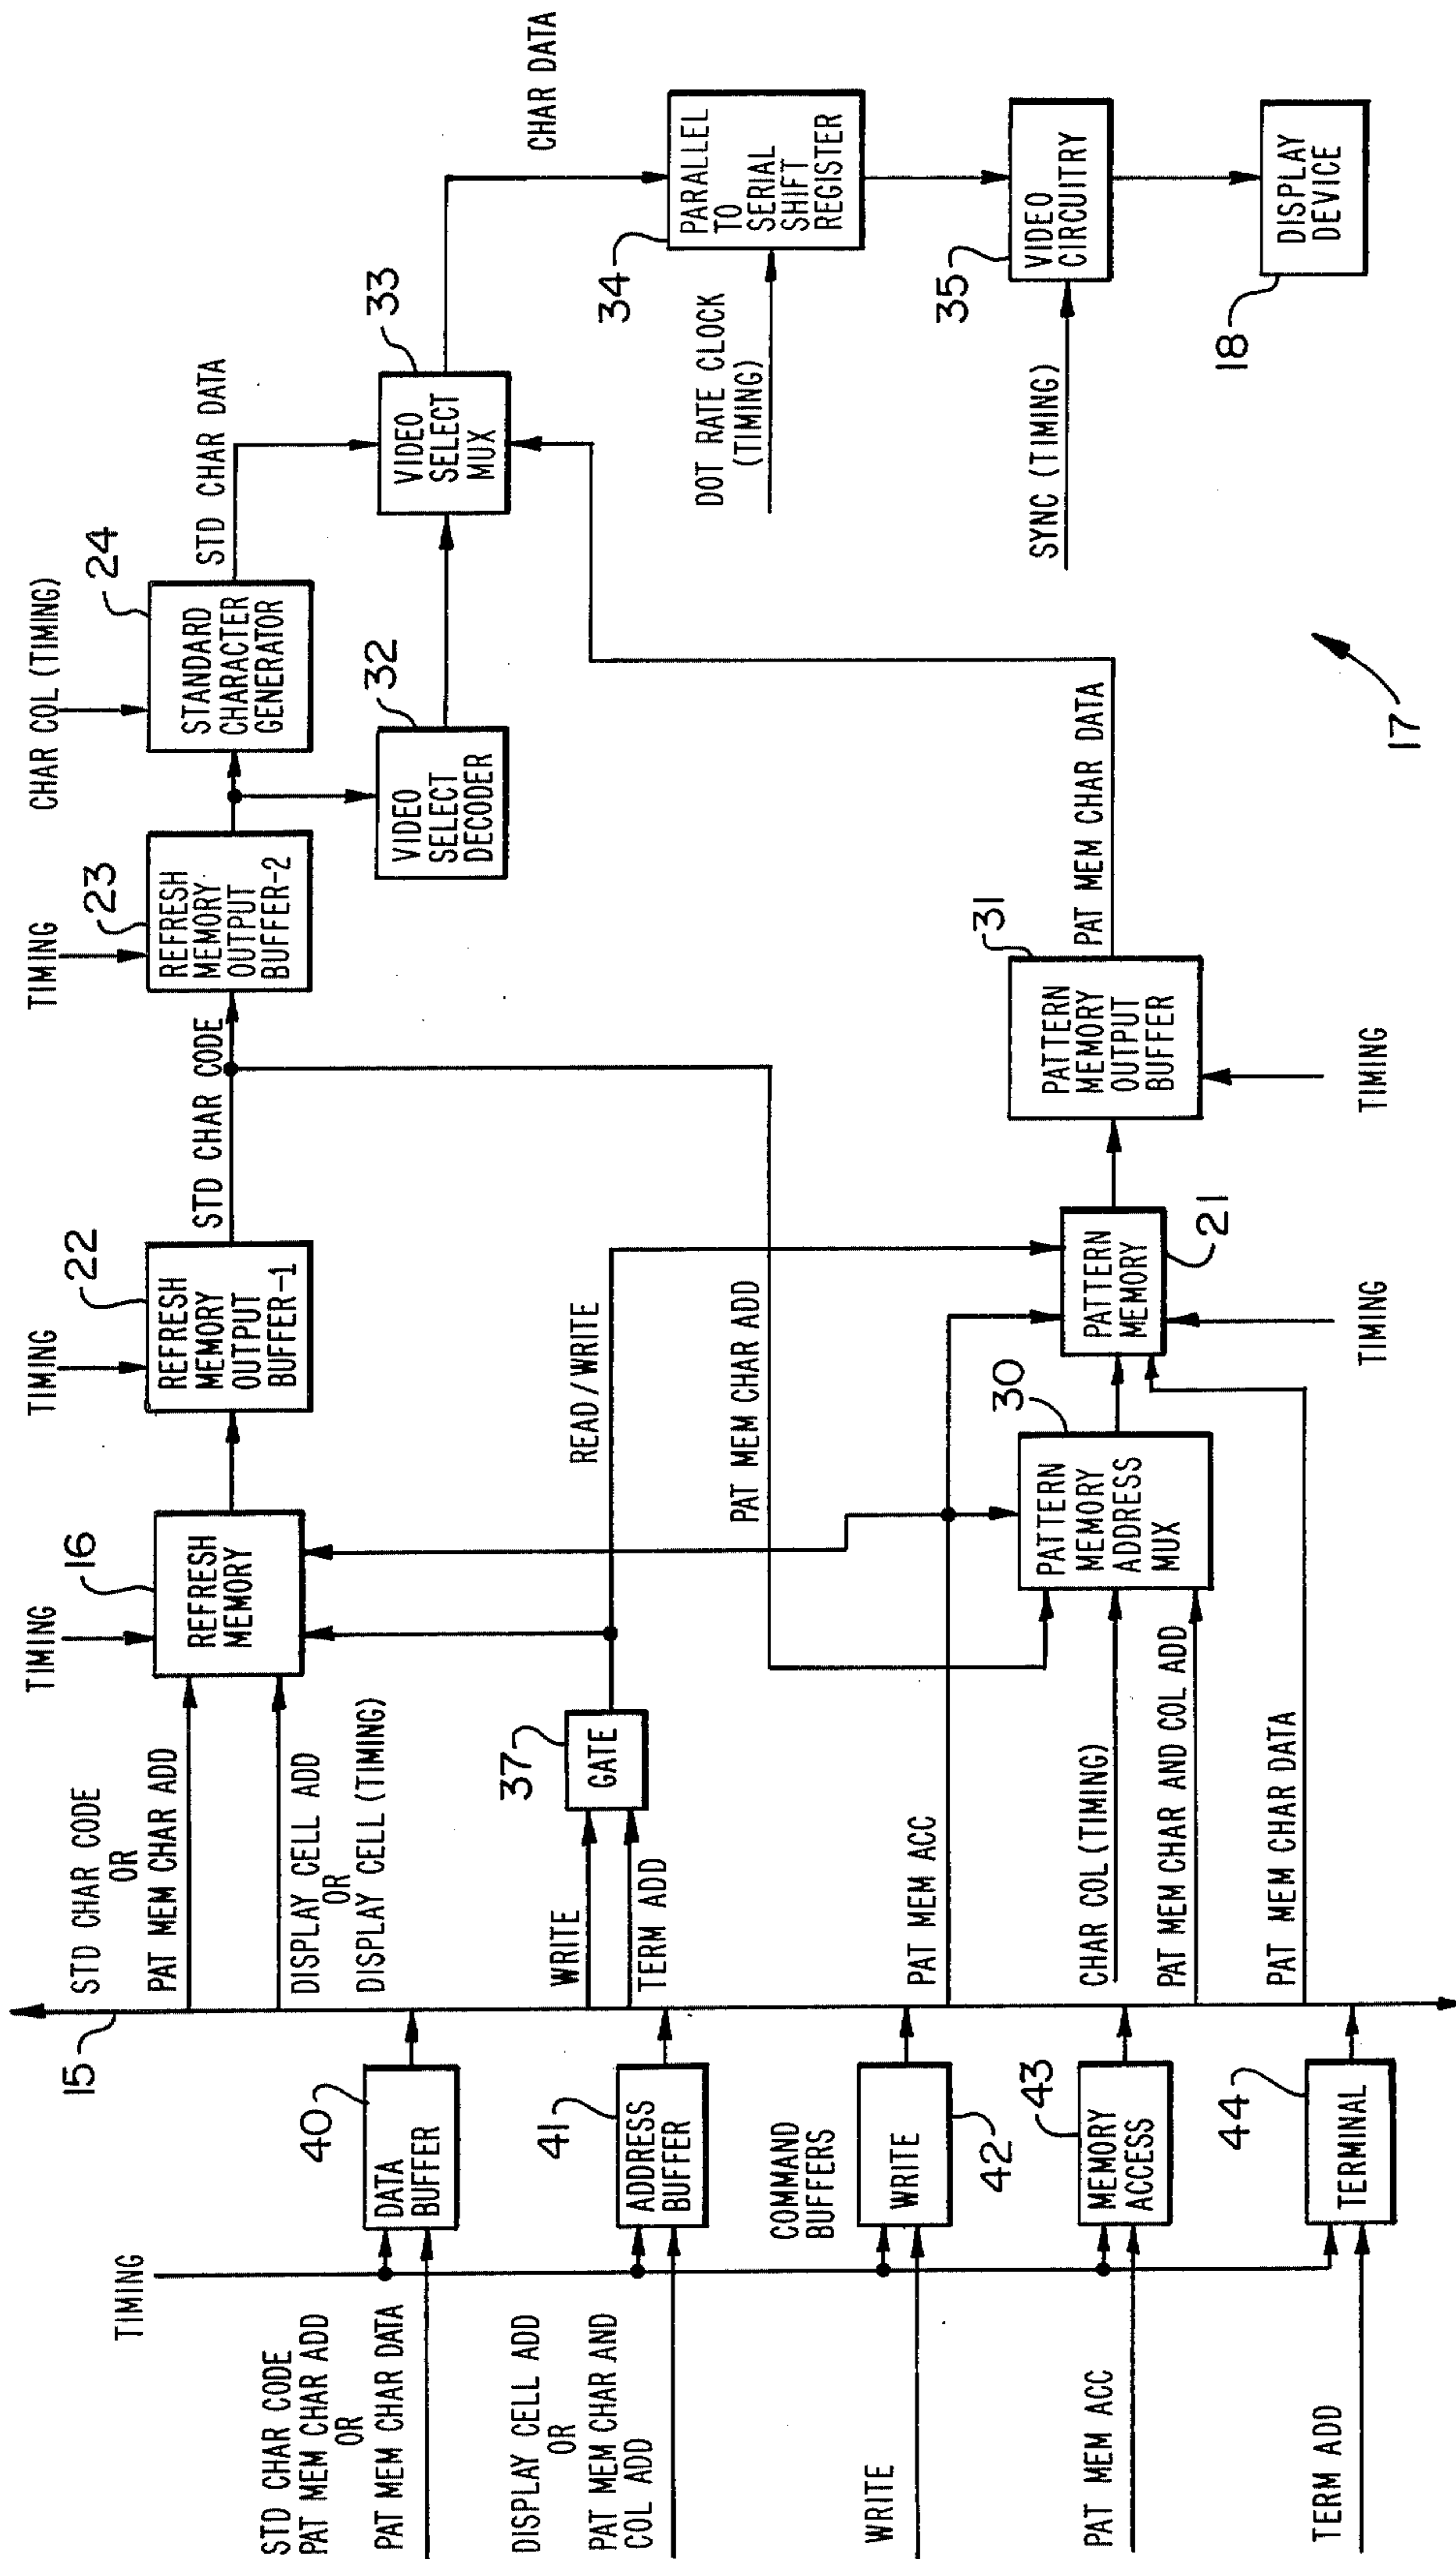 TIMING
STD CHAR CODE
PAT MEM CHAR ADD
OR
PAT MEM CHAR DATA
40
DATA
BUFFER
DISPLAY CELL ADD
OR
PAT MEM CHAR AND
COL ADD
41
ADDRESS
BUFFER
COMMAND
BUFFERS
WRITE
WRITE
42
PAT MEM ACC
43
MEMORY
ACCESS
TERM ADD
44
TERMINAL
15
STD CHAR CODE
OR
PAT MEM CHAR ADD
DISPLAY CELL ADD
OR
DISPLAY CELL (TIMING)
WRITE
TERM ADD
37
GATE
PAT MEM ACC
CHAR COL (TIMING)
PAT MEM CHAR AND COL ADD
PAT MEM CHAR DATA
TIMING
16
REFRESH
MEMORY
READ/WRITE
PAT MEM CHAR ADD
30
PATTERN
MEMORY
ADDRESS
MUX
TIMING
22
REFRESH
MEMORY
OUTPUT
BUFFER-1
STD CHAR CODE
PATTERN
MEMORY
21
TIMING
TIMING
23
REFRESH
MEMORY
OUTPUT
BUFFER-2
31
PATTERN
MEMORY
OUTPUT
BUFFER
TIMING
PAT MEM CHAR DATA
CHAR COL (TIMING)
24
STANDARD
CHARACTER
GENERATOR
STD CHAR DATA
32
VIDEO
SELECT
DECODER
33
VIDEO
SELECT
MUX
CHAR DATA
34
PARALLEL
TO
SERIAL
SHIFT
REGISTER
DOT RATE CLOCK
(TIMING)
35
VIDEO
CIRCUITRY
SYNC (TIMING)
18
DISPLAY
DEVICE
17